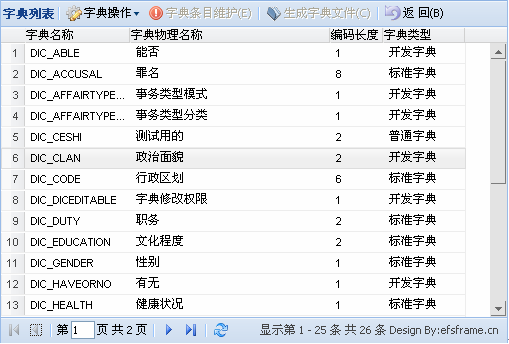 字典列表 字典操作 字典条目维护(E) 生成字典文件(C) 返 回(B)
字典名称 字典物理名称 编码长度 字典类型
1 DIC_ABLE 能否 1 开发字典
2 DIC_ACCUSAL 罪名 8 标准字典
3 DIC_AFFAIRTYPE... 事务类型模式 1 开发字典
4 DIC_AFFAIRTYPE... 事务类型分类 1 开发字典
5 DIC_CESHI 测试用的 2 普通字典
6 DIC_CLAN 政治面貌 2 开发字典
7 DIC_CODE 行政区划 6 标准字典
8 DIC_DICEDITABLE 字典修改权限 1 开发字典
9 DIC_DUTY 职务 2 标准字典
10 DIC_EDUCATION 文化程度 2 标准字典
11 DIC_GENDER 性别 1 标准字典
12 DIC_HAVEORNO 有无 1 开发字典
13 DIC_HEALTH 健康状况 1 标准字典
第 1 页 共 2 页 显示第 1 - 25 条 共 26 条 Design By:efsframe.cn